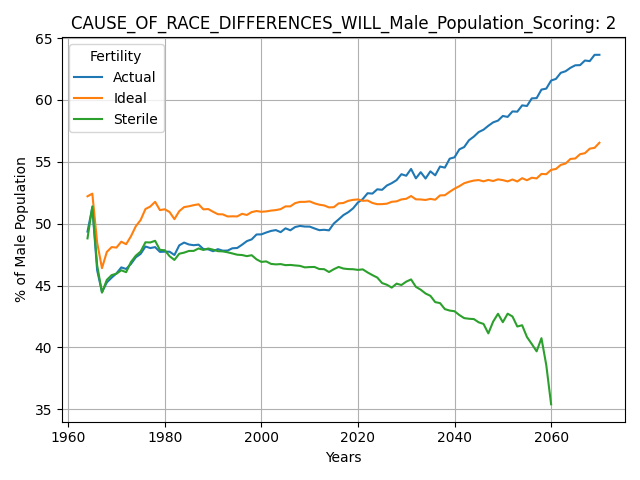 CAUSE_OF_RACE_DIFFERENCES_WILL_Male_Population_Scoring: 2
65
60
55
50
45
40
35
% of Male Population
Fertility
Actual
Ideal
Sterile
1960 1980 2000 2020 2040 2060
Years